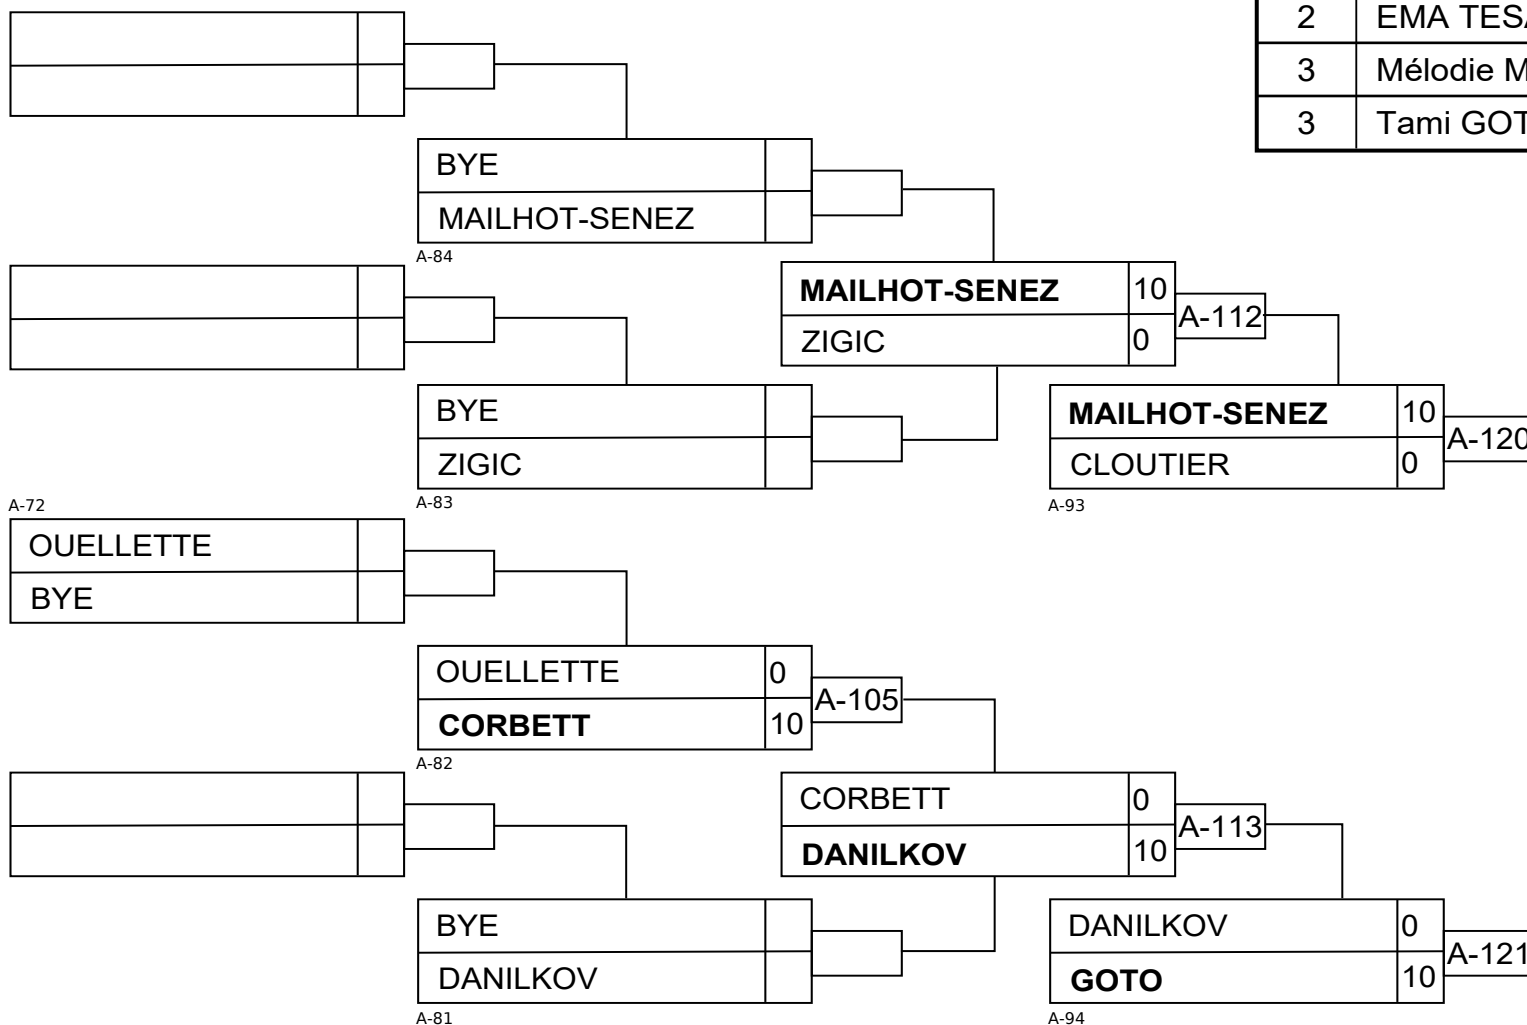 2 EMA TESA
3 Mélodie M
3 Tami GOT
BYE
MAILHOT-SENEZ
A-84
MAILHOT-SENEZ 10
ZIGIC 0
A-112
BYE
ZIGIC
A-83
MAILHOT-SENEZ 10
CLOUTIER 0
A-120
A-93
A-72
OUELLETTE
BYE
OUELLETTE 0
CORBETT 10
A-105
A-82
CORBETT 0
DANILKOV 10
A-113
BYE
DANILKOV
A-81
DANILKOV 0
GOTO 10
A-121
A-94